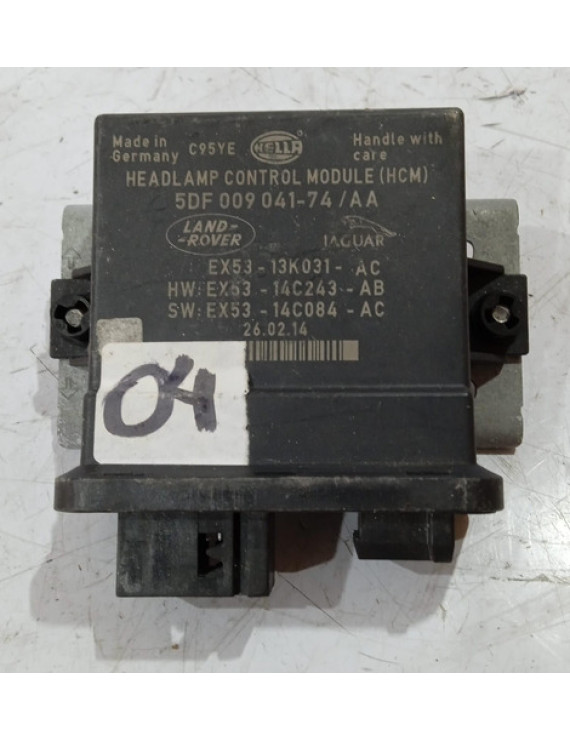 Made in Germany C95YE HELLA Handle with care
HEADLAMP CONTROL MODULE (HCM)
5DF 009 041-74 /AA
LAND-
-ROVER JAGUAR
EX53 - 13K031 - AC
HW: EX53 - 14C243 - AB
SW: EX53 - 14C084 - AC
26.02.14
04